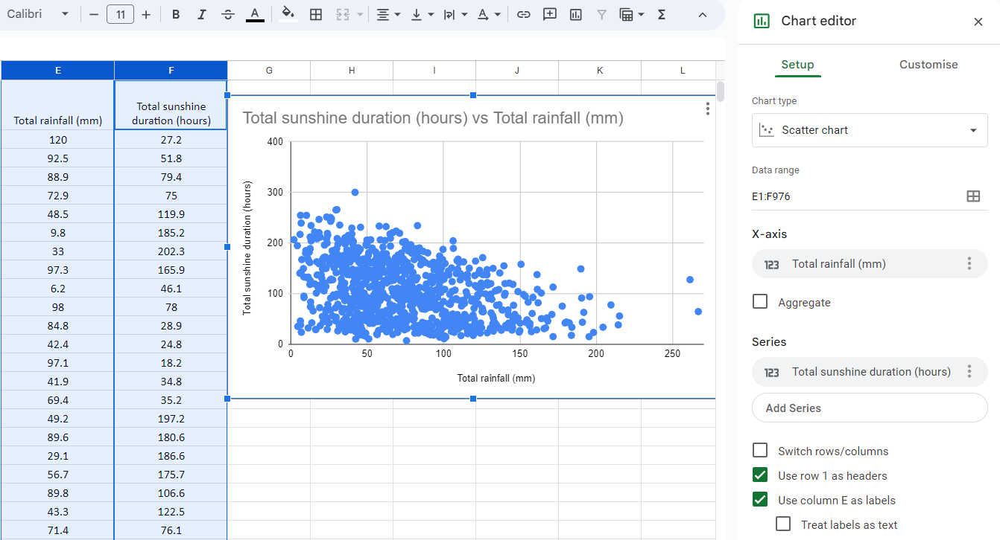 Calibri
11
B
I
A
A
Σ
E F G H I J K L
Total rainfall (mm)
Total sunshine
duration (hours)
120 27.2
92.5 51.8
88.9 79.4
72.9 75
48.5 119.9
9.8 185.2
33 202.3
97.3 165.9
6.2 46.1
98 78
84.8 28.9
42.4 24.8
97.1 18.2
41.9 34.8
69.4 35.2
49.2 197.2
89.6 180.6
29.1 186.6
56.7 175.7
89.8 106.6
43.3 122.5
71.4 76.1
Total sunshine duration (hours) vs Total rainfall (mm)
Total sunshine duration (hours)
400
300
200
100
0
0 50 100 150 200 250
Total rainfall (mm)
Chart editor
Setup Customise
Chart type
Scatter chart
Data range
E1:F976
X-axis
123 Total rainfall (mm)
Aggregate
Series
123 Total sunshine duration (hours)
Add Series
Switch rows/columns
Use row 1 as headers
Use column E as labels
Treat labels as text